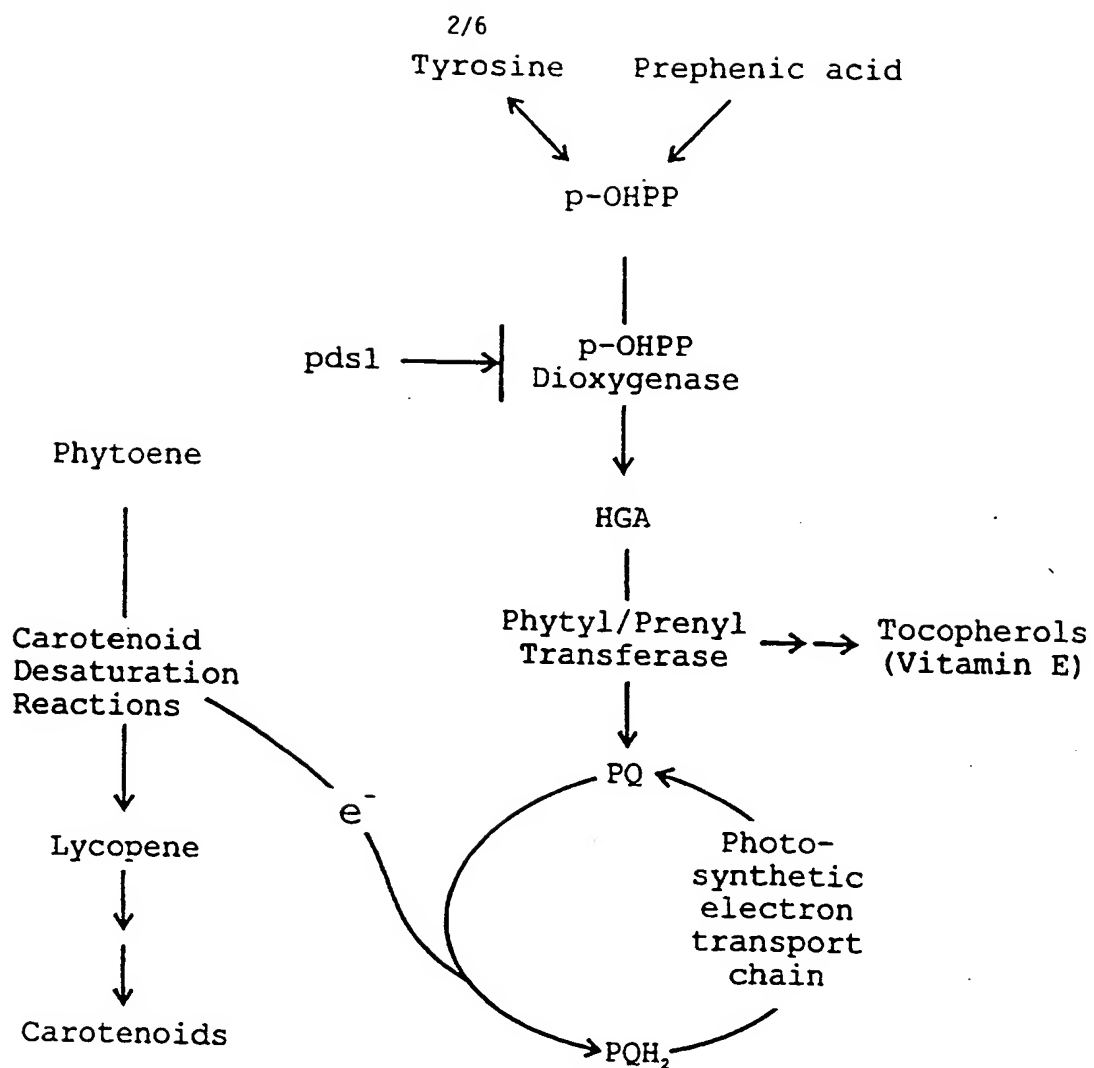 2/6
Tyrosine Prephenic acid
p-OHPP
pds1
p-OHPP
Dioxygenase
Phytoene
HGA
Carotenoid
Desaturation
Reactions
Phytyl/Prenyl
Transferase
Tocopherols
(Vitamin E)
PQ
e-
Lycopene
Photo-
synthetic
electron
transport
chain
Carotenoids
PQH₂